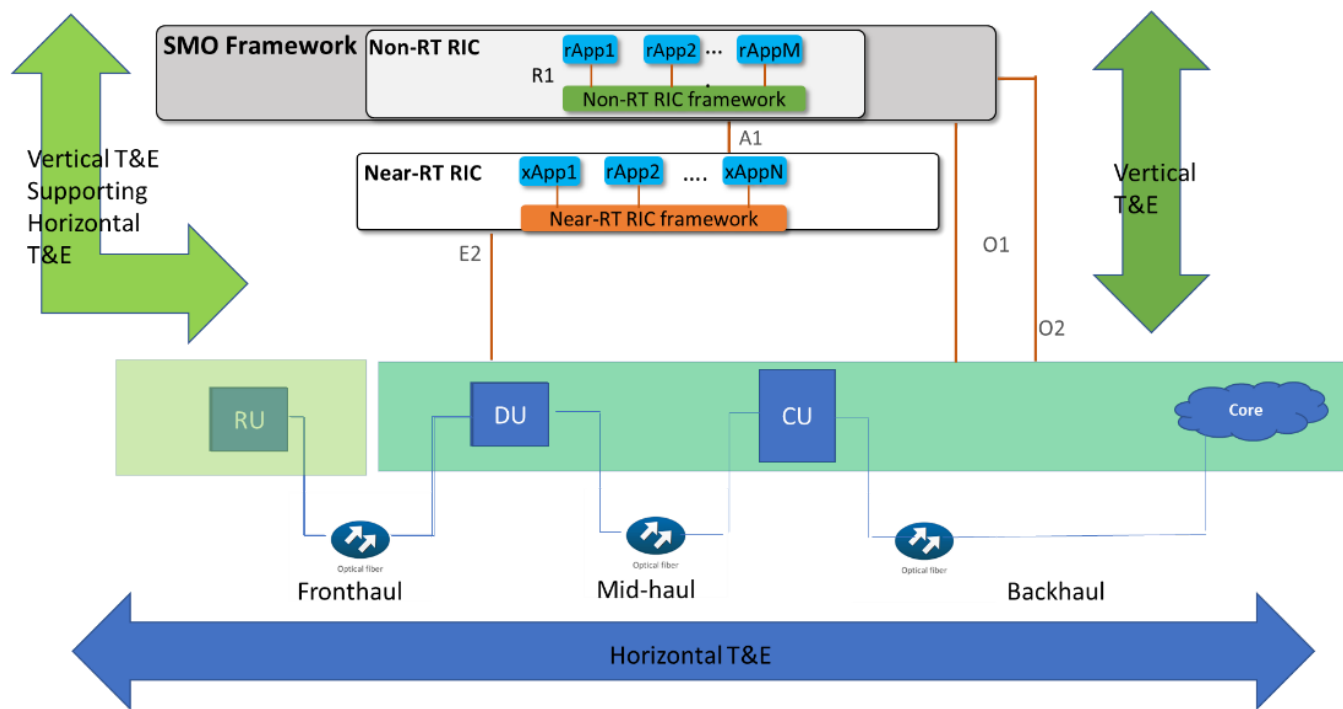 SMO Framework
Non-RT RIC
rApp1
rApp2
...
rAppM
R1
.
Non-RT RIC framework
A1
Near-RT RIC
xApp1
rApp2
....
xAppN
Near-RT RIC framework
E2
O1
O2
Vertical T&E
Supporting
Horizontal
T&E
Vertical
T&E
RU
DU
CU
Core
Optical fiber
Optical fiber
Optical fiber
Fronthaul
Mid-haul
Backhaul
Horizontal T&E